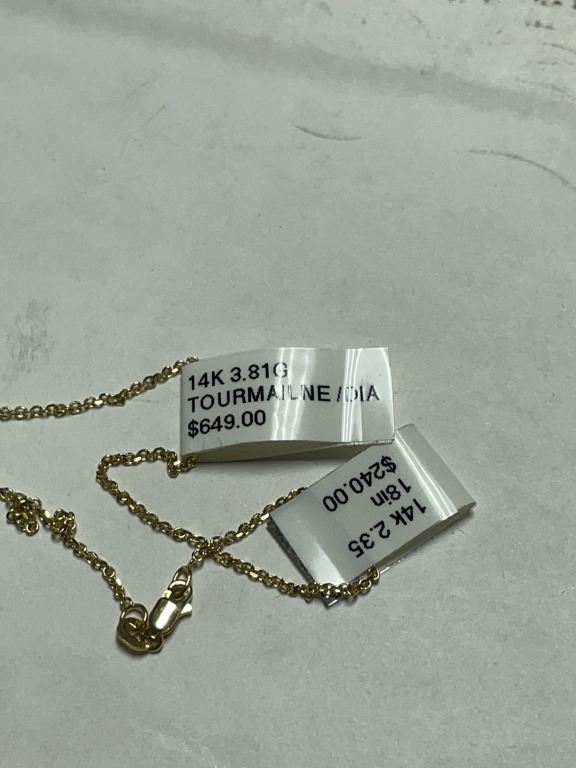 14K 3.81G
TOURMAILNE /DIA
$649.00
14k 2.35
18in
$240.00